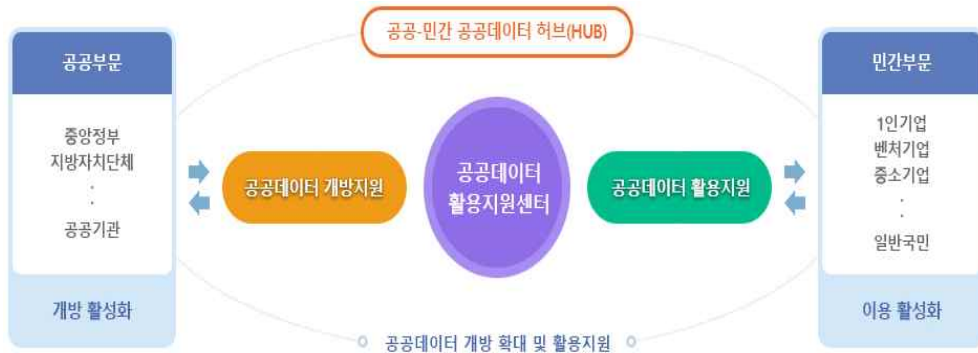 공공-민간 공공데이터 허브(HUB)
공공부문
중앙정부
지방자치단체
.
.
공공기관
개방 활성화
공공데이터 개방지원
공공데이터
활용지원센터
공공데이터 활용지원
민간부문
1인기업
벤처기업
중소기업
.
.
일반국민
이용 활성화
공공데이터 개방 확대 및 활용지원